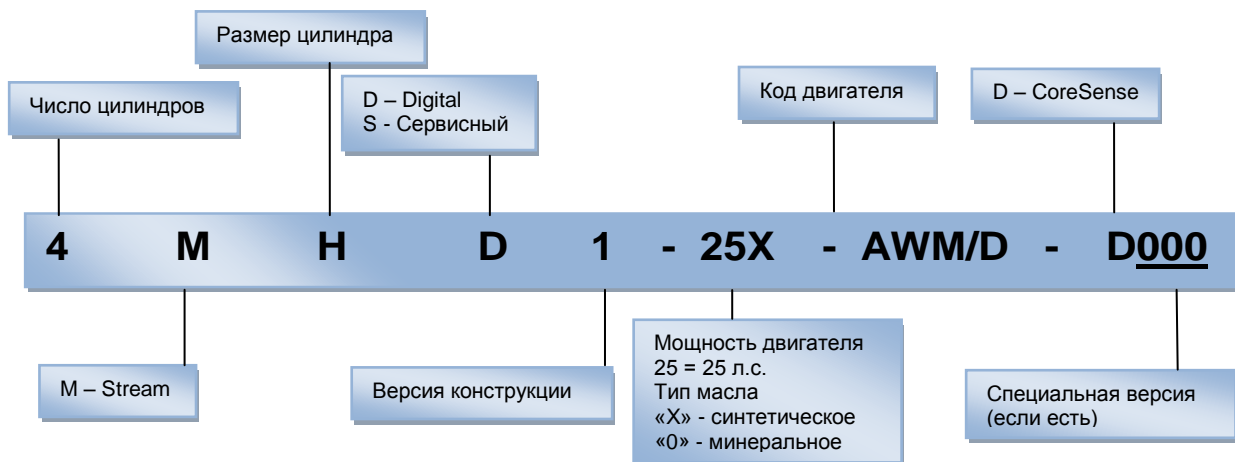 Размер цилиндра
Число цилиндров
D – Digital
S - Сервисный
Код двигателя
D – CoreSense
4 M H D 1 - 25X - AWM/D - D000
M – Stream
Версия конструкции
Мощность двигателя
25 = 25 л.с.
Тип масла
«X» - синтетическое
«0» - минеральное
Специальная версия
(если есть)